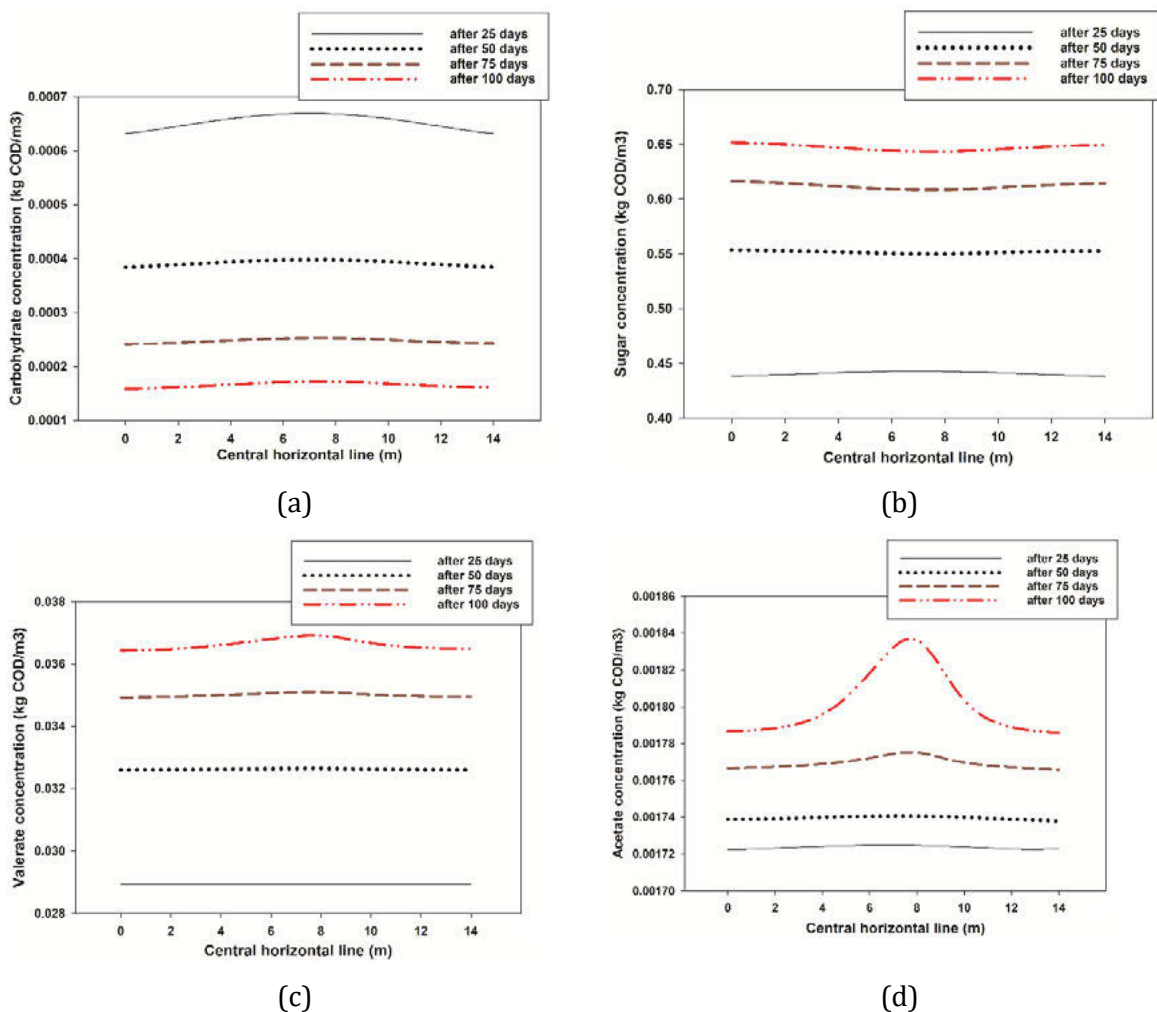 after 25 days
after 50 days
after 75 days
after 100 days
Carbohydrate concentration (kg COD/m3)
0.0007
0.0006
0.0005
0.0004
0.0003
0.0002
0.0001
0 2 4 6 8 10 12 14
Central horizontal line (m)
(a)
after 25 days
after 50 days
after 75 days
after 100 days
Sugar concentration (kg COD/m3)
0.70
0.65
0.60
0.55
0.50
0.45
0.40
0 2 4 6 8 10 12 14
Central horizontal line (m)
(b)
after 25 days
after 50 days
after 75 days
after 100 days
Valerate concentration (kg COD/m3)
0.038
0.036
0.034
0.032
0.030
0.028
0 2 4 6 8 10 12 14
Central horizontal line (m)
(c)
after 25 days
after 50 days
after 75 days
after 100 days
Acetate concentration (kg COD/m3)
0.00186
0.00184
0.00182
0.00180
0.00178
0.00176
0.00174
0.00172
0.00170
0 2 4 6 8 10 12 14
Central horizontal line (m)
(d)